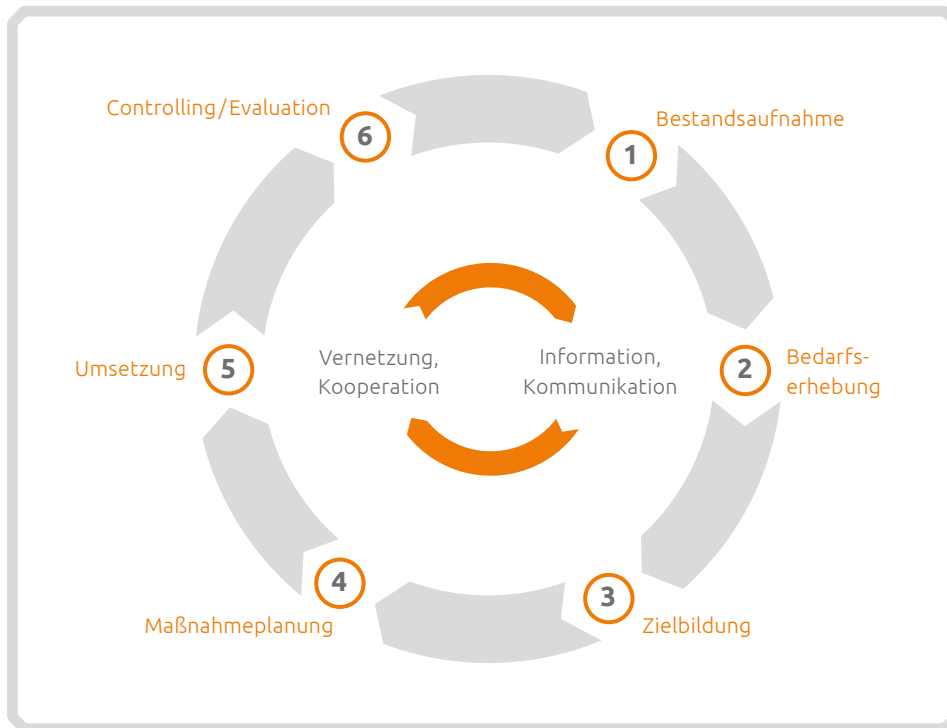 Controlling/Evaluation
6
1
Bestandsaufnahme
2
Bedarfs-
erhebung
3
Zielbildung
4
Maßnahmeplanung
5
Umsetzung
Vernetzung,
Kooperation
Information,
Kommunikation